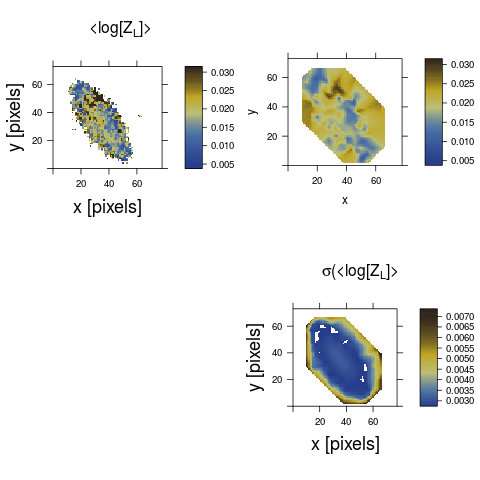 <log[Z_L]>
60
40
20
20 40 60
x [pixels]
y [pixels]
0.030
0.025
0.020
0.015
0.010
0.005
60
40
20
20 40 60
x
y
0.030
0.025
0.020
0.015
0.010
0.005
σ(<log[Z_L]>
60
40
20
20 40 60
x [pixels]
y [pixels]
0.0070
0.0065
0.0060
0.0055
0.0050
0.0045
0.0040
0.0035
0.0030